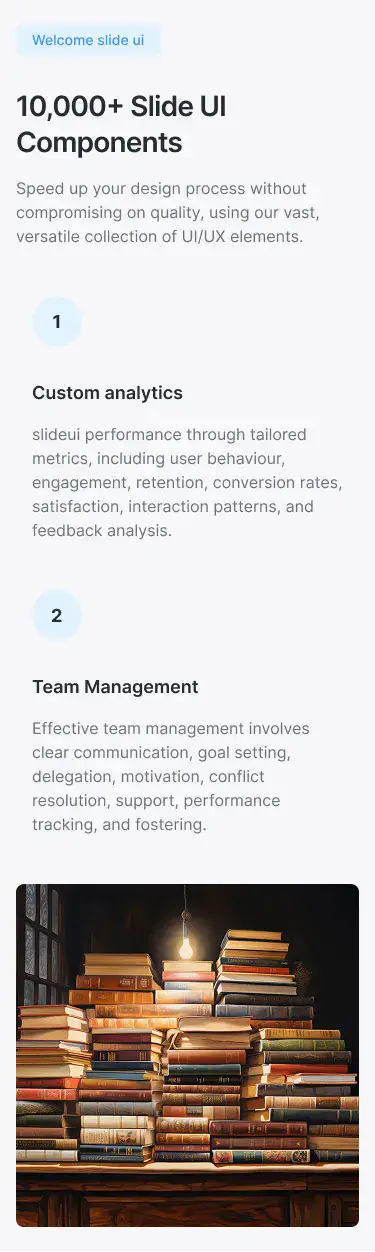 Welcome slide ui
10,000+ Slide UI
Components
Speed up your design process without
compromising on quality, using our vast,
versatile collection of UI/UX elements.
1
Custom analytics
slideui performance through tailored
metrics, including user behaviour,
engagement, retention, conversion rates,
satisfaction, interaction patterns, and
feedback analysis.
2
Team Management
Effective team management involves
clear communication, goal setting,
delegation, motivation, conflict
resolution, support, performance
tracking, and fostering.